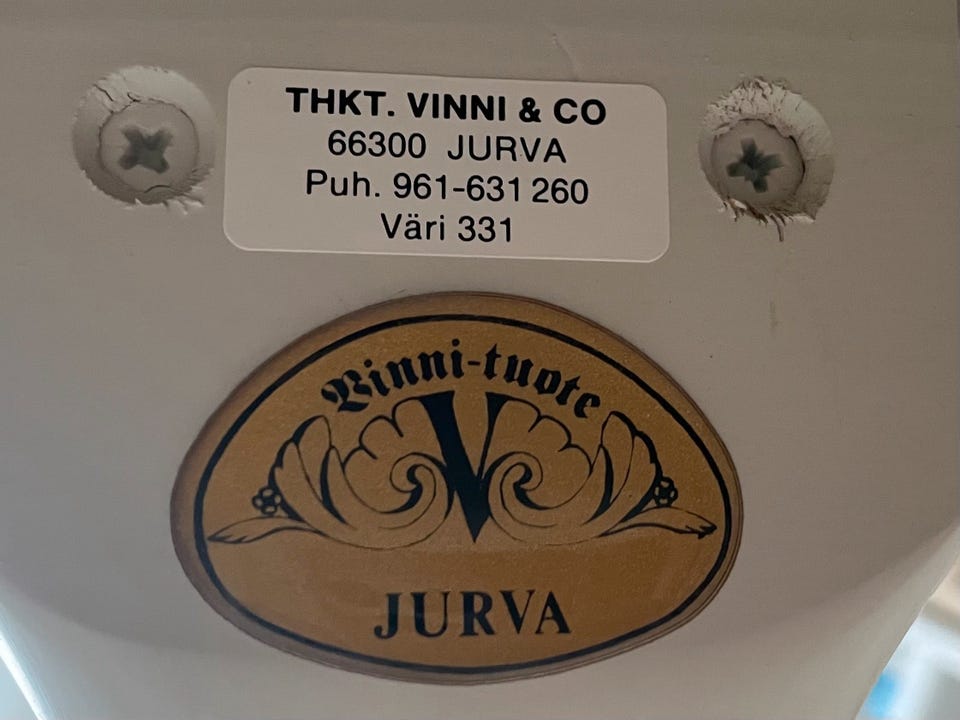 THKT. VINNI & CO
66300 JURVA
Puh. 961-631 260
Väri 331
Vinni-tuote
V
JURVA